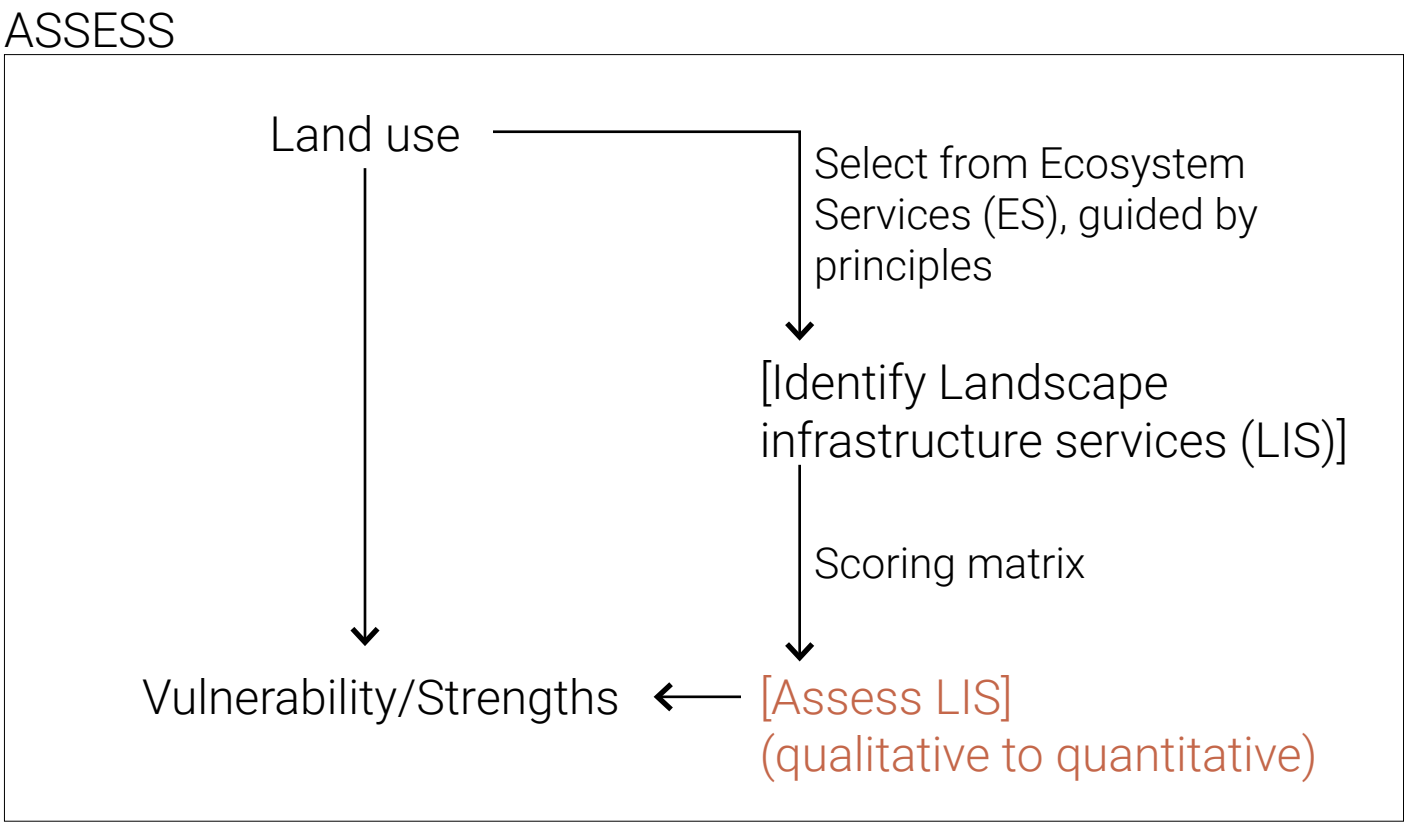 ASSESS
Land use
Select from Ecosystem
Services (ES), guided by
principles
[Identify Landscape
infrastructure services (LIS)]
Scoring matrix
Vulnerability/Strengths
[Assess LIS]
(qualitative to quantitative)